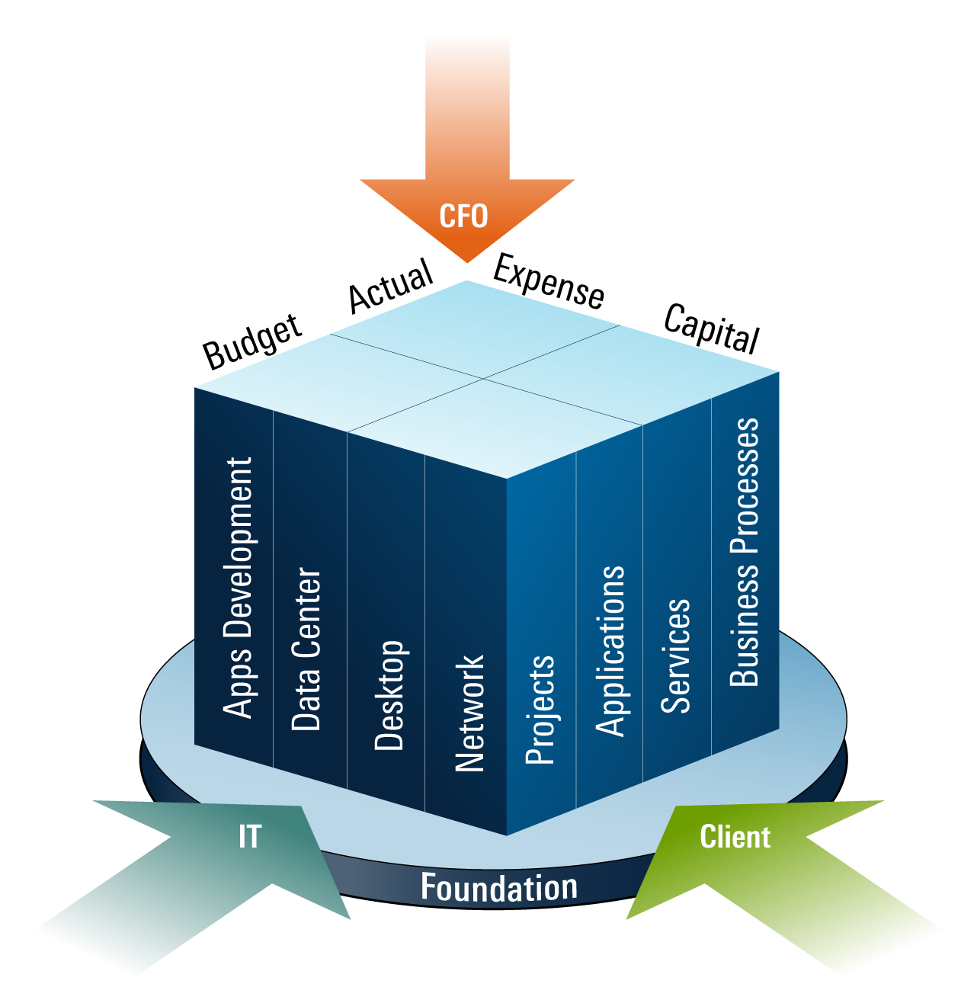 CFO
Budget
Actual
Expense
Capital
Apps Development
Data Center
Desktop
Network
Projects
Applications
Services
Business Processes
IT
Client
Foundation